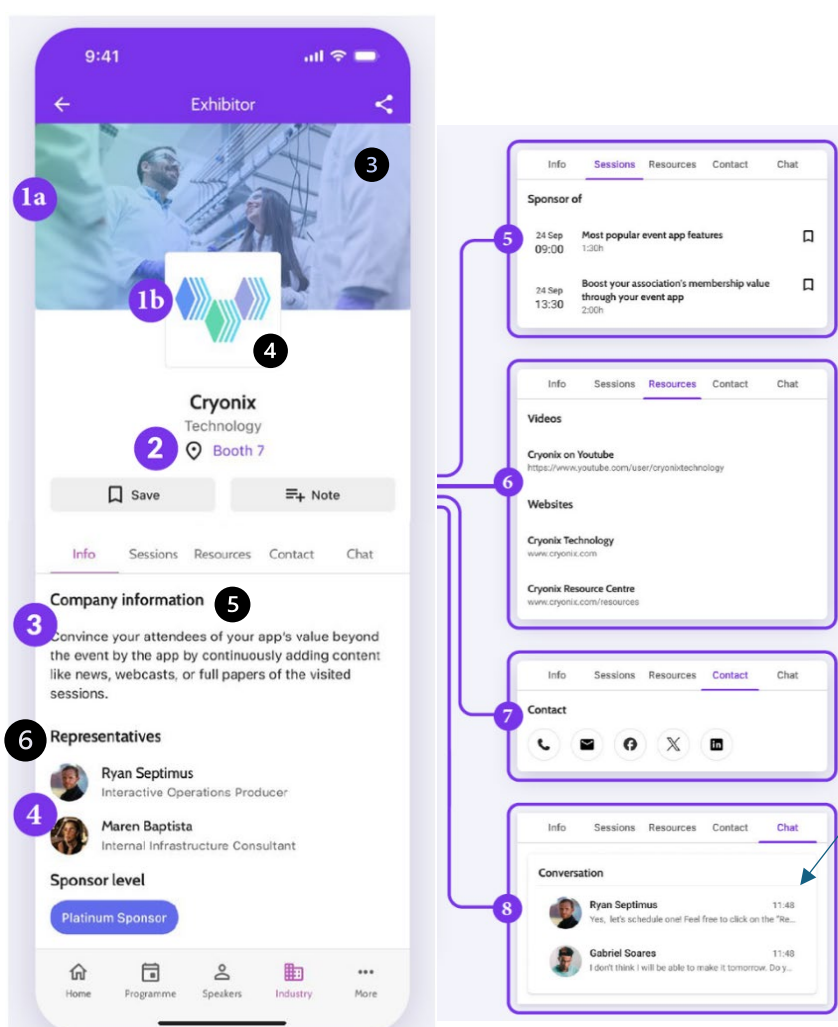 9:41
Exhibitor
3
1a
1b
4
Cryonix
Technology
2
Booth 7
Save
Note
Info Sessions Resources Contact Chat
Company information
5
3
Convince your attendees of your app's value beyond
the event by the app by continuously adding content
like news, webcasts, or full papers of the visited
sessions.
6
Representatives
Ryan Septimus
Interactive Operations Producer
4
Maren Baptista
Internal Infrastructure Consultant
Sponsor level
Platinum Sponsor
Home Programme Speakers Industry More
Info Sessions Resources Contact Chat
Sponsor of
5
24 Sep
09:00
Most popular event app features
1:30h
24 Sep
13:30
Boost your association's membership value
through your event app
2:00h
Info Sessions Resources Contact Chat
Videos
Cryonix on Youtube
https://www.youtube.com/user/cryonixtechnology
6
Websites
Cryonix Technology
www.cryonix.com
Cryonix Resource Centre
www.cryonix.com/resources
Info Sessions Resources Contact Chat
7
Contact
Info Sessions Resources Contact Chat
Conversation
8
Ryan Septimus 11:48
Yes, let's schedule one! Feel free to click on the "Re...
Gabriel Soares 11:48
I don't think I will be able to make it tomorrow. Do y...